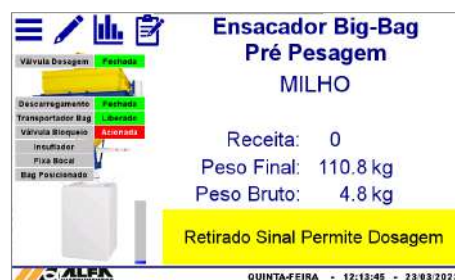 Ensacador Big-Bag
Pré Pesagem
MILHO
Válvula Dosagem Fechada
Descarregamento Fechada
Transportador Bag Liberado
Válvula Bloqueio Acionada
Insuflador
Fixa Bocal
Bag Posicionado
Receita: 0
Peso Final: 110.8 kg
Peso Bruto: 4.8 kg
Retirado Sinal Permite Dosagem
ALFA
INSTRUMENTOS
QUINTA-FEIRA - 12:13:45 - 23/03/2023